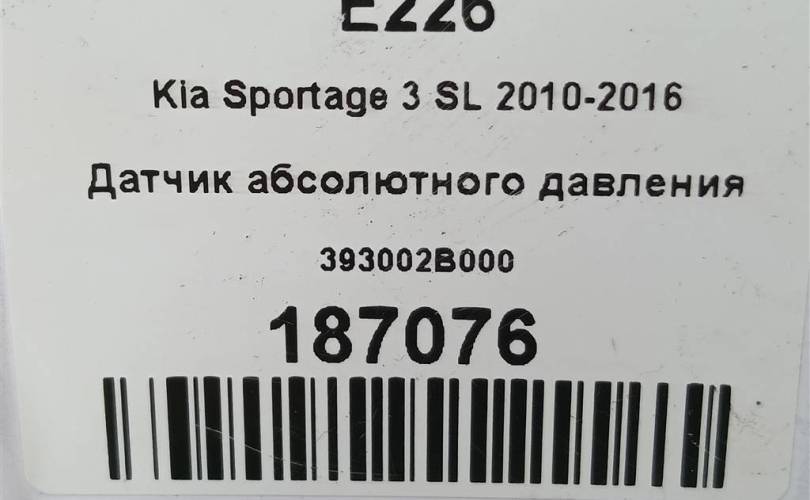 E226
Kia Sportage 3 SL 2010-2016
Датчик абсолютного давления
393002B000
187076